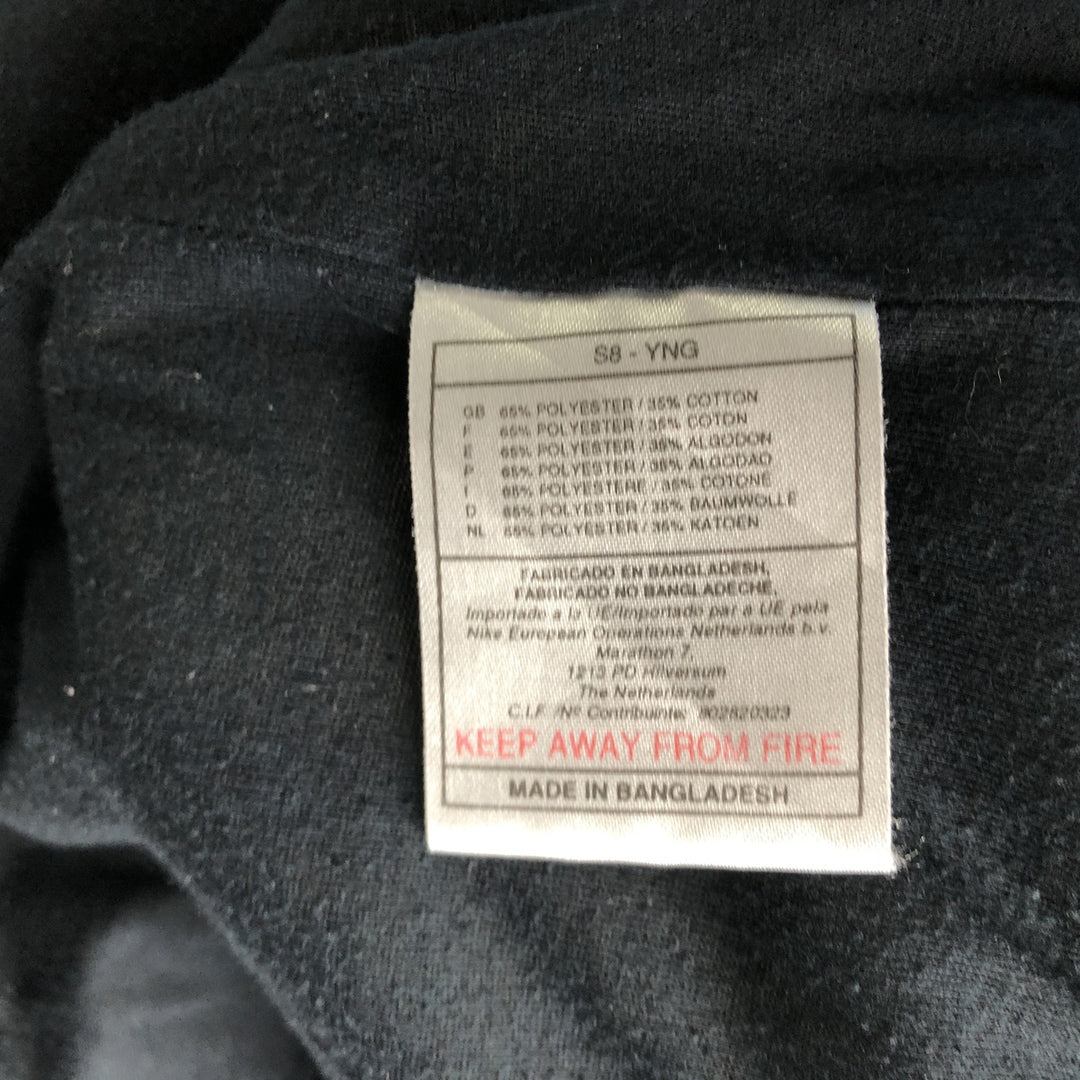 S8 - YNG
GB 65% POLYESTER / 35% COTTON
F 65% POLYESTER / 35% COTON
E 65% POLYESTER / 35% ALGODON
P 65% POLYESTER / 35% ALGODAO
I 65% POLYESTERE / 35% COTONE
D 65% POLYESTER / 35% BAUMWOLLE
NL 65% POLYESTER / 35% KATOEN
FABRICADO EN BANGLADESH,
FABRICADO NO BANGLADECHE,
Importado a la UE/Importado par a UE pela
Nike European Operations Netherlands b.v.
Marathon 7,
1213 PD Hilversum
The Netherlands
C.I.F. /Nº Contribuinte:
KEEP AWAY FROM FIRE
MADE IN BANGLADESH